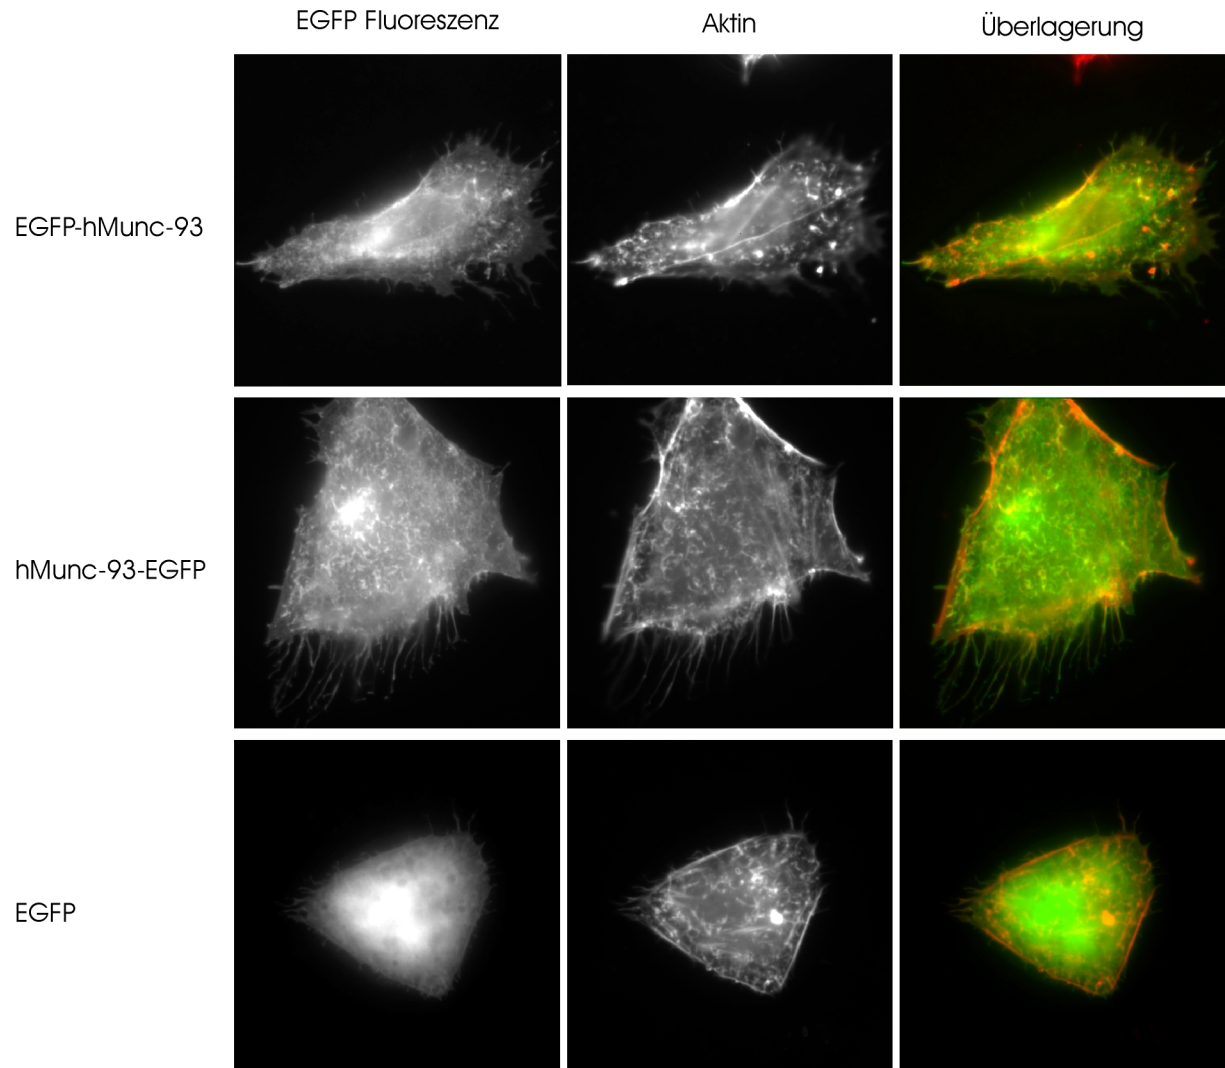 EGFP Fluoreszenz
Aktin
Überlagerung
EGFP-hMunc-93
hMunc-93-EGFP
EGFP